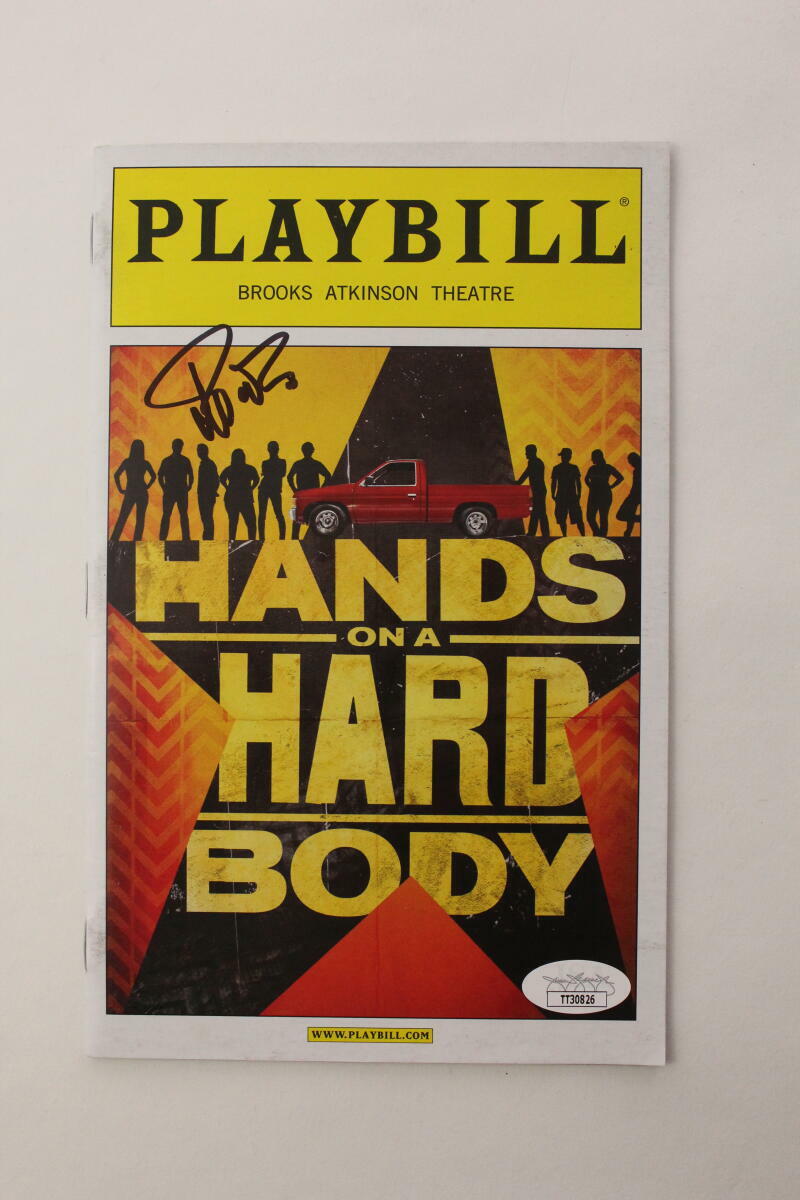 PLAYBILL®
BROOKS ATKINSON THEATRE
HANDS
ON A
HARD
BODY
TT30826
WWW.PLAYBILL.COM